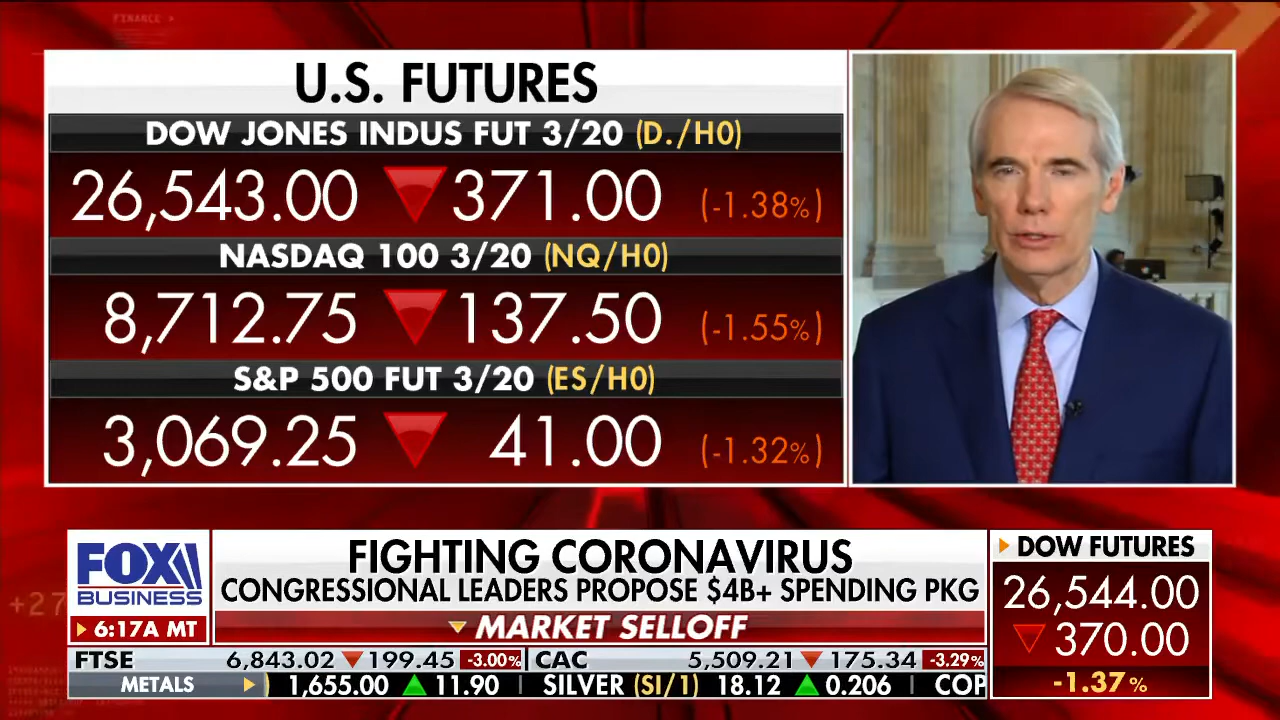 FINANCE
U.S. FUTURES
DOW JONES INDUS FUT 3/20 (D./H0)
26,543.00 ▼ 371.00 (-1.38%)
NASDAQ 100 3/20 (NQ/H0)
8,712.75 ▼ 137.50 (-1.55%)
S&P 500 FUT 3/20 (ES/H0)
3,069.25 ▼ 41.00 (-1.32%)
FOX BUSINESS
6:17A MT
FIGHTING CORONAVIRUS
CONGRESSIONAL LEADERS PROPOSE $4B+ SPENDING PKG
MARKET SELLOFF
DOW FUTURES
26,544.00
▼ 370.00
-1.37%
+27
FTSE 6,843.02 ▼ 199.45 -3.00% CAC 5,509.21 ▼ 175.34 -3.29%
METALS ) 1,655.00 ▲ 11.90 | SILVER (SI/1) 18.12 ▲ 0.206 | COP